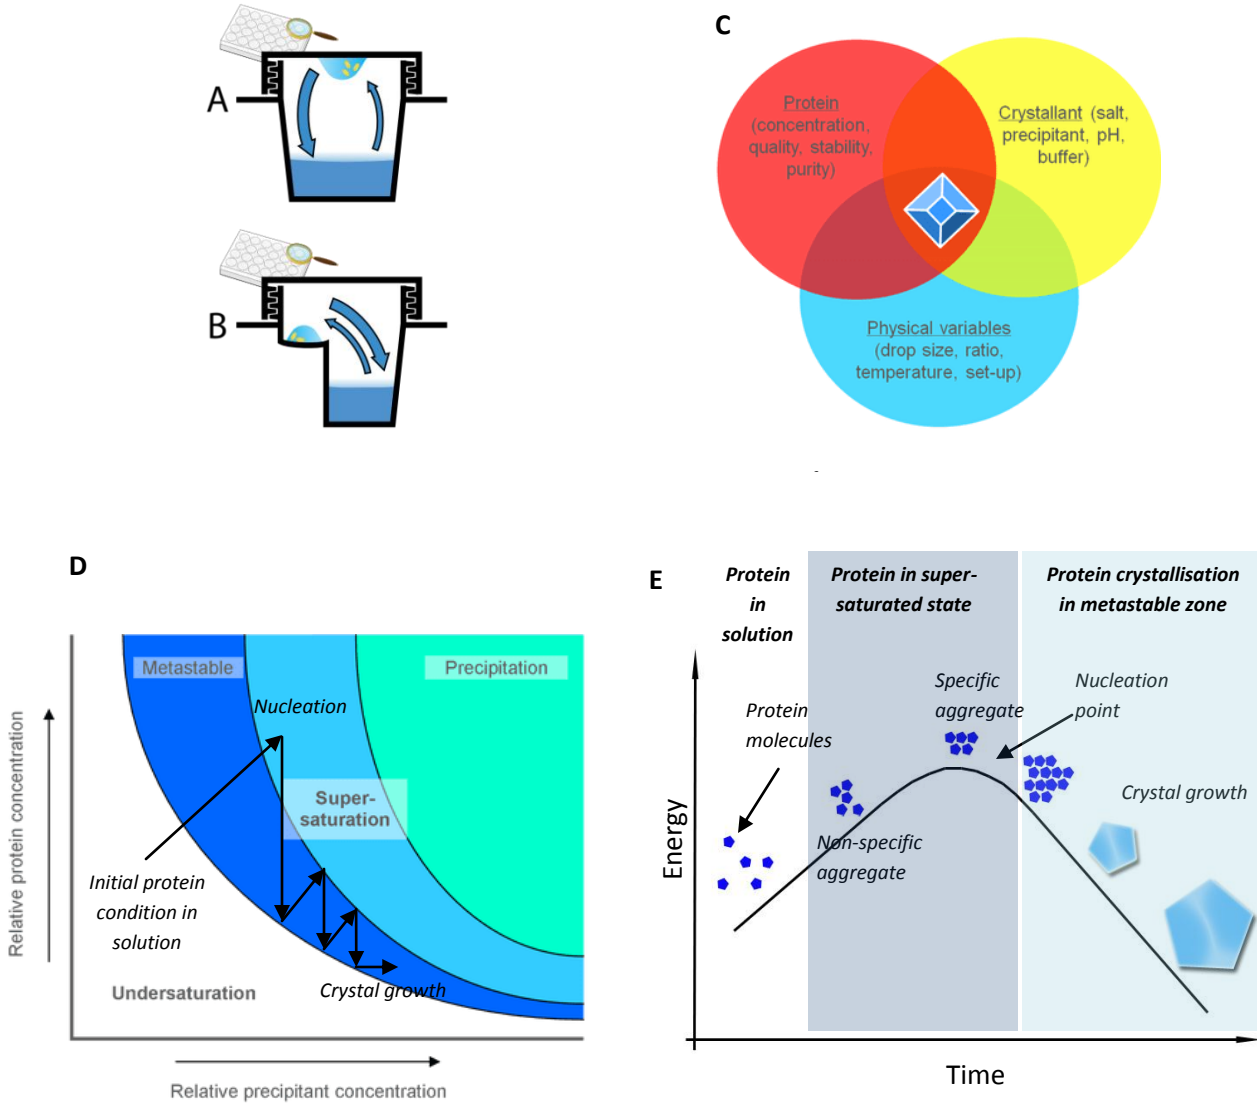 A
B
C
Protein
(concentration,
quality, stability,
purity)
Crystallant (salt,
precipitant, pH,
buffer)
Physical variables
(drop size, ratio,
temperature, set-up)
D
Relative protein concentration
Metastable
Precipitation
Nucleation
Super-
saturation
Initial protein
condition in
solution
Undersaturation
Crystal growth
Relative precipitant concentration
E
Protein
in
solution
Protein in super-
saturated state
Protein crystallisation
in metastable zone
Energy
Protein
molecules
Specific
aggregate
Nucleation
point
Non-specific
aggregate
Crystal growth
Time